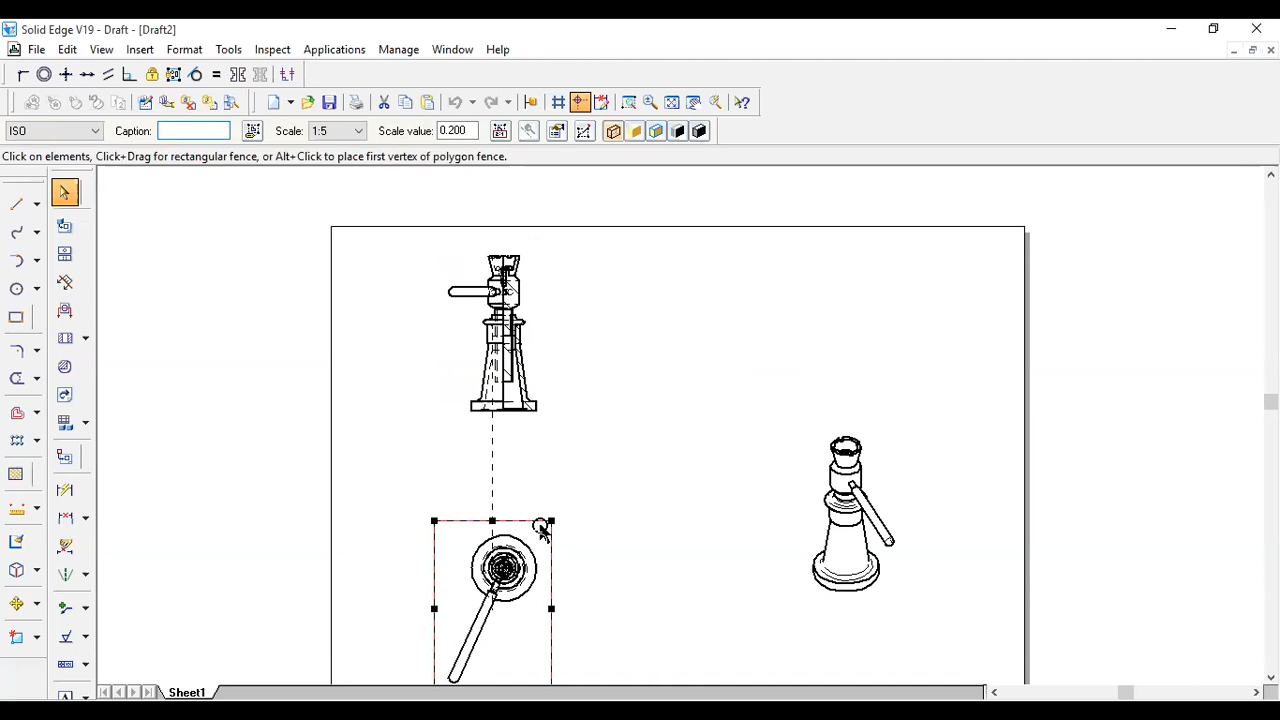 Solid Edge V19 - Draft - [Draft2]
File Edit View Insert Format Tools Inspect Applications Manage Window Help
ISO Caption: Scale: 1:5 Scale value: 0.200
Click on elements, Click+Drag for rectangular fence, or Alt+Click to place first vertex of polygon fence.
Sheet1